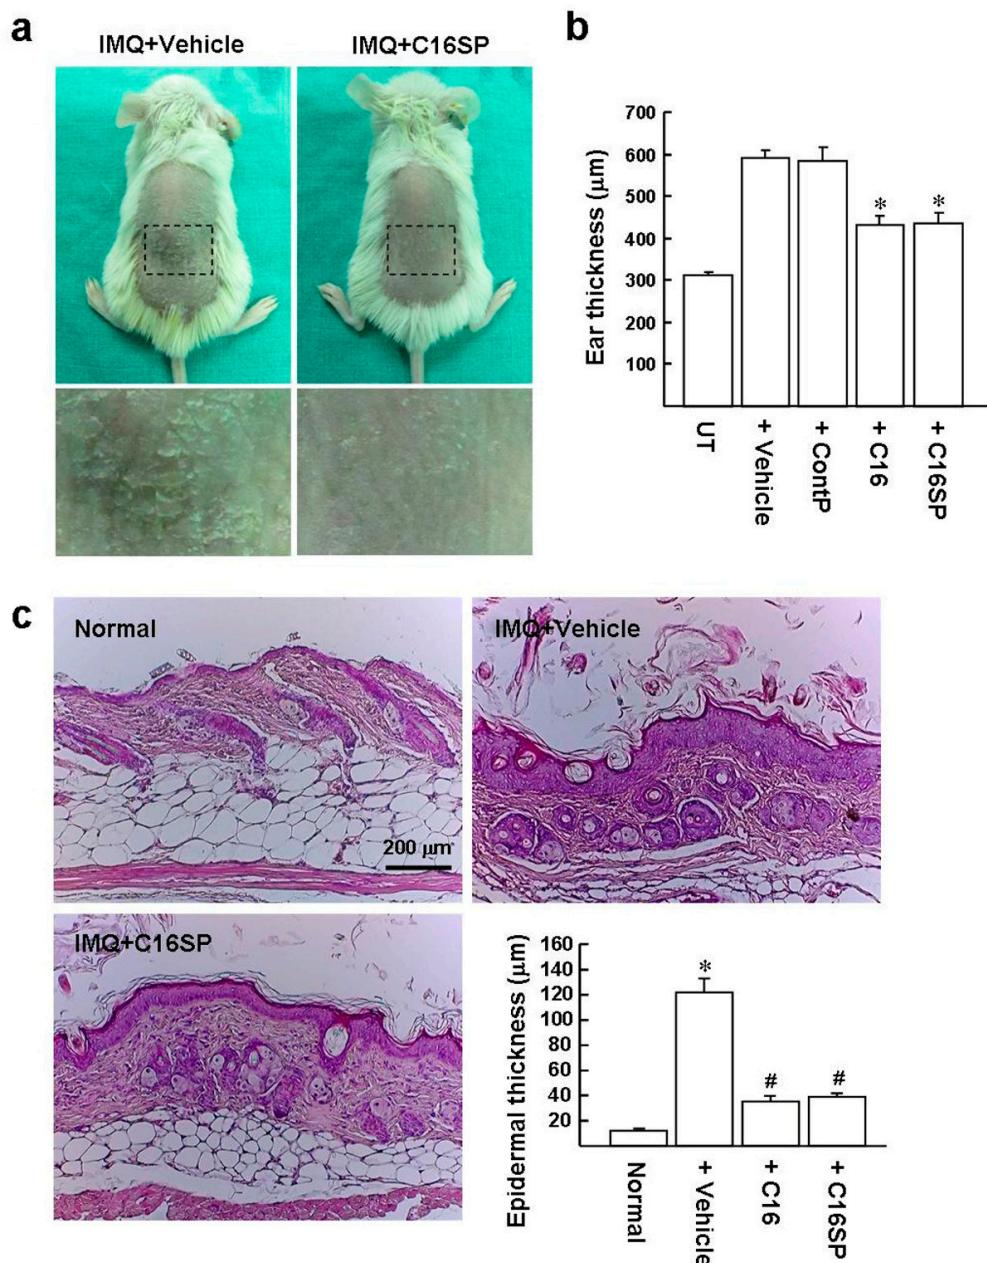 a
IMQ+Vehicle
IMQ+C16SP
b
Ear thickness (µm)
700
600
500
400
300
200
100
*
*
UT
+ Vehicle
+ ContP
+ C16
+ C16SP
c
Normal
200 µm
IMQ+Vehicle
IMQ+C16SP
Epidermal thickness (µm)
160
140
120
100
80
60
40
20
*
#
#
Normal
+ Vehicle
+ C16
+ C16SP